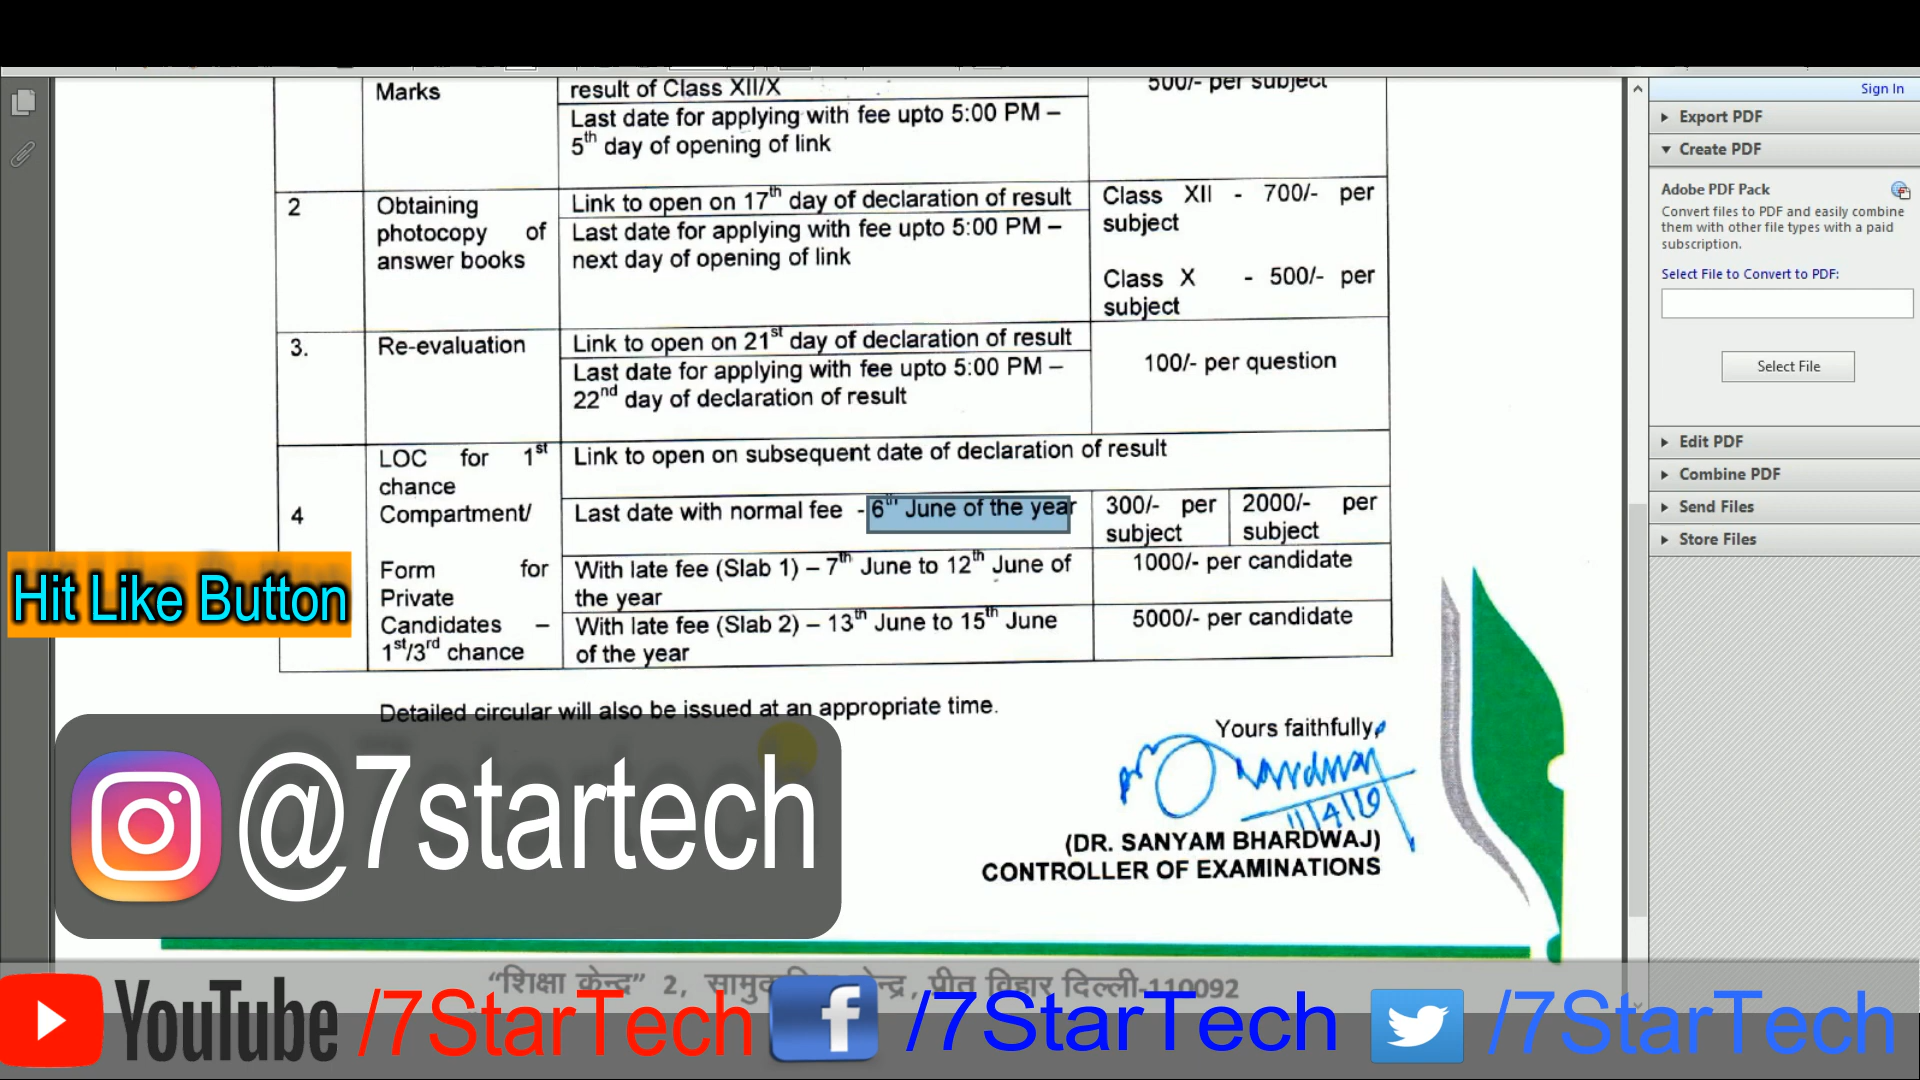 Marks
result of Class XII/X
Last date for applying with fee upto 5:00 PM –
5th day of opening of link
500/- per subject
2
Obtaining
photocopy of
answer books
Link to open on 17th day of declaration of result
Last date for applying with fee upto 5:00 PM –
next day of opening of link
Class XII - 700/- per
subject
Class X - 500/- per
subject
3.
Re-evaluation
Link to open on 21st day of declaration of result
Last date for applying with fee upto 5:00 PM –
22nd day of declaration of result
100/- per question
4
LOC for 1st
chance
Compartment/
Form for
Private
Candidates –
1st/3rd chance
Link to open on subsequent date of declaration of result
Last date with normal fee - 6th June of the year
300/- per
subject
2000/- per
subject
With late fee (Slab 1) – 7th June to 12th June of
the year
1000/- per candidate
With late fee (Slab 2) – 13th June to 15th June
of the year
5000/- per candidate
Detailed circular will also be issued at an appropriate time.
Yours faithfully,
11/4/19
(DR. SANYAM BHARDWAJ)
CONTROLLER OF EXAMINATIONS
"शिक्षा केन्द्र" 2, प्रीत विहार दिल्ली-110092
Hit Like Button
@7startech
YouTube /7StarTech
f /7StarTech
/7StarTech
Sign In
Export PDF
Create PDF
Adobe PDF Pack
Convert files to PDF and easily combine
them with other file types with a paid
subscription.
Select File to Convert to PDF:
Select File
Edit PDF
Combine PDF
Send Files
Store Files